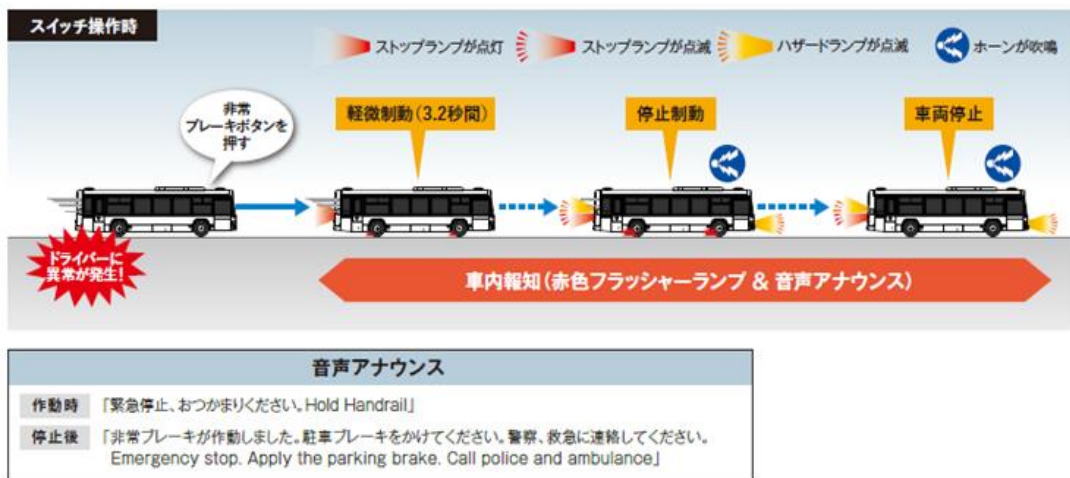 スイッチ操作時
ストップランプが点灯
ストップランプが点滅
ハザードランプが点滅
ホーンが吹鳴
非常
ブレーキボタンを
押す
軽微制動(3.2秒間)
停止制動
車両停止
ドライバーに
異常が発生!
車内報知(赤色フラッシャーランプ & 音声アナウンス)
音声アナウンス
作動時 「緊急停止、おつかまりください。Hold Handrail」
停止後 「非常ブレーキが作動しました。駐車ブレーキをかけてください。警察、救急に連絡してください。
Emergency stop. Apply the parking brake. Call police and ambulance」